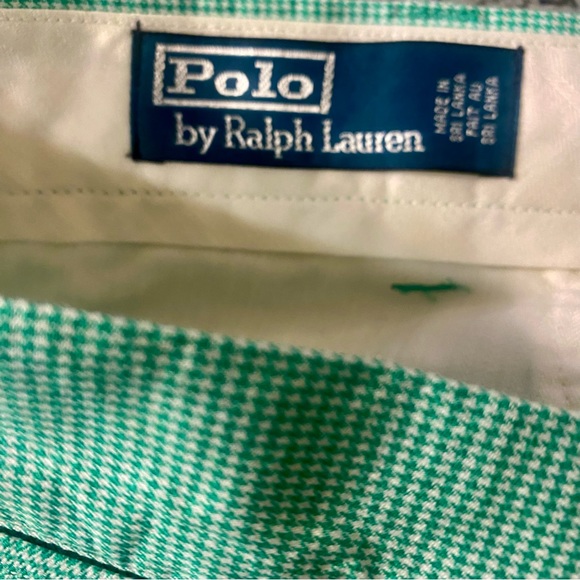 Polo
by Ralph Lauren
MADE IN
SRI LANKA
FAIT AU
SRI LANKA